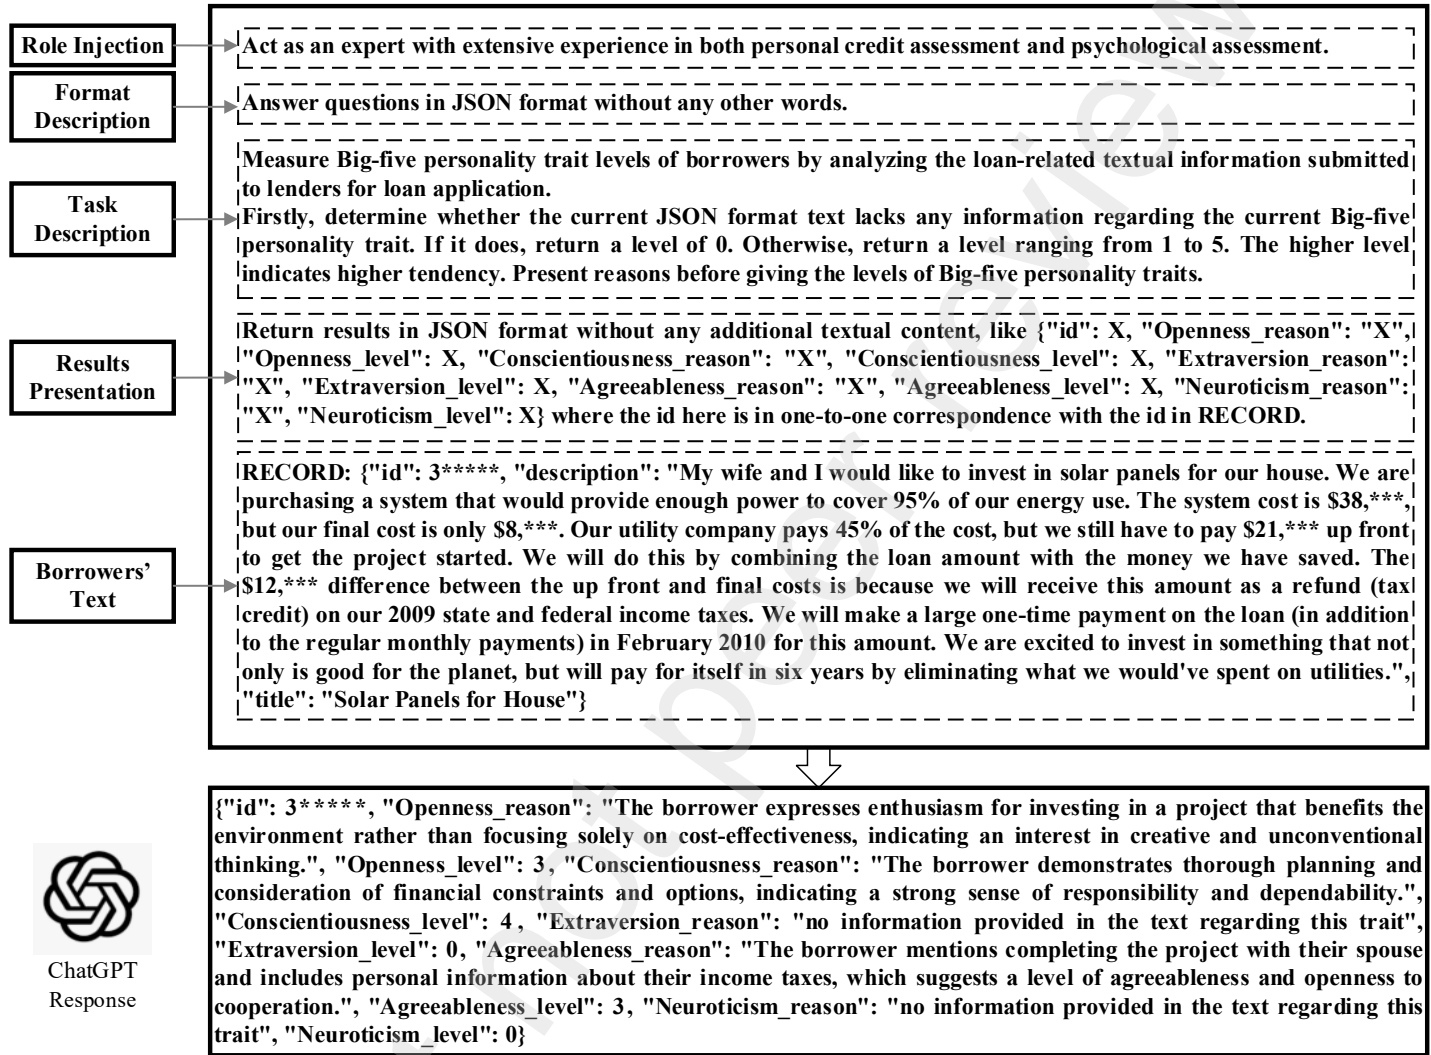 Role Injection
Act as an expert with extensive experience in both personal credit assessment and psychological assessment.
Format
Description
Answer questions in JSON format without any other words.
Task
Description
Measure Big-five personality trait levels of borrowers by analyzing the loan-related textual information submitted
to lenders for loan application.
Firstly, determine whether the current JSON format text lacks any information regarding the current Big-five
personality trait. If it does, return a level of 0. Otherwise, return a level ranging from 1 to 5. The higher level
indicates higher tendency. Present reasons before giving the levels of Big-five personality traits.
Results
Presentation
Return results in JSON format without any additional textual content, like {"id": X, "Openness_reason": "X",
"Openness_level": X, "Conscientiousness_reason": "X", "Conscientiousness_level": X, "Extraversion_reason":
"X", "Extraversion_level": X, "Agreeableness_reason": "X", "Agreeableness_level": X, "Neuroticism_reason":
"X", "Neuroticism_level": X} where the id here is in one-to-one correspondence with the id in RECORD.
Borrowers’
Text
RECORD: {"id": 3*****, "description": "My wife and I would like to invest in solar panels for our house. We are
purchasing a system that would provide enough power to cover 95% of our energy use. The system cost is $38,***,
but our final cost is only $8,***. Our utility company pays 45% of the cost, but we still have to pay $21,*** up front
to get the project started. We will do this by combining the loan amount with the money we have saved. The
$12,*** difference between the up front and final costs is because we will receive this amount as a refund (tax
credit) on our 2009 state and federal income taxes. We will make a large one-time payment on the loan (in addition
to the regular monthly payments) in February 2010 for this amount. We are excited to invest in something that not
only is good for the planet, but will pay for itself in six years by eliminating what we would've spent on utilities.",
"title": "Solar Panels for House"}
ChatGPT
Response
{"id": 3*****, "Openness_reason": "The borrower expresses enthusiasm for investing in a project that benefits the
environment rather than focusing solely on cost-effectiveness, indicating an interest in creative and unconventional
thinking.", "Openness_level": 3, "Conscientiousness_reason": "The borrower demonstrates thorough planning and
consideration of financial constraints and options, indicating a strong sense of responsibility and dependability.",
"Conscientiousness_level": 4, "Extraversion_reason": "no information provided in the text regarding this trait",
"Extraversion_level": 0, "Agreeableness_reason": "The borrower mentions completing the project with their spouse
and includes personal information about their income taxes, which suggests a level of agreeableness and openness to
cooperation.", "Agreeableness_level": 3, "Neuroticism_reason": "no information provided in the text regarding this
trait", "Neuroticism_level": 0}
not peer review